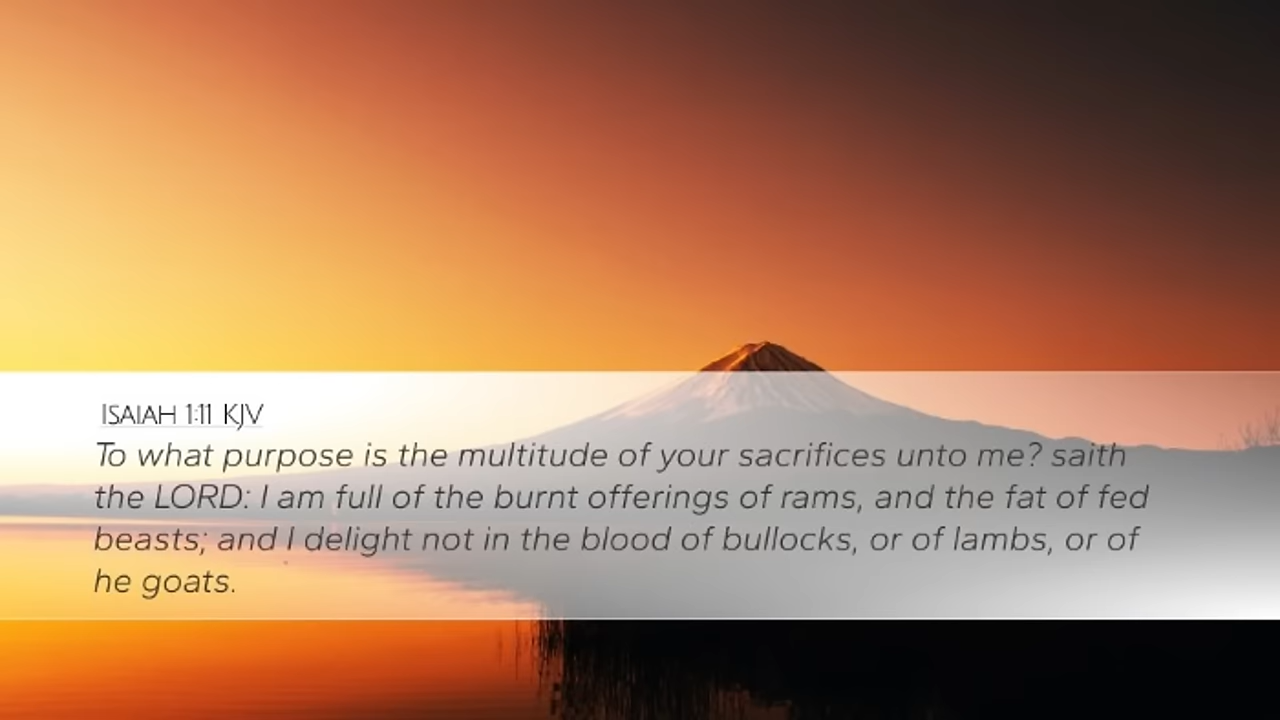 ISAIAH 1:11 KJV
To what purpose is the multitude of your sacrifices unto me? saith
the LORD: I am full of the burnt offerings of rams, and the fat of fed
beasts; and I delight not in the blood of bullocks, or of lambs, or of
he goats.